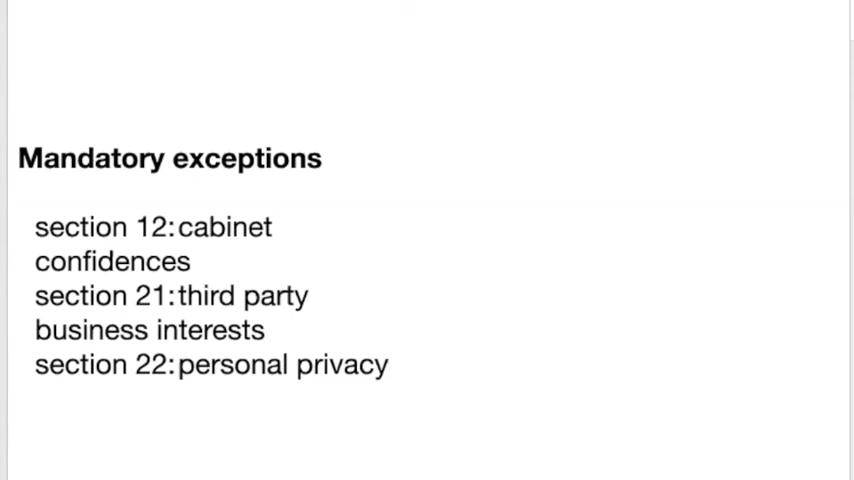 Mandatory exceptions
section 12: cabinet
confidences
section 21: third party
business interests
section 22: personal privacy